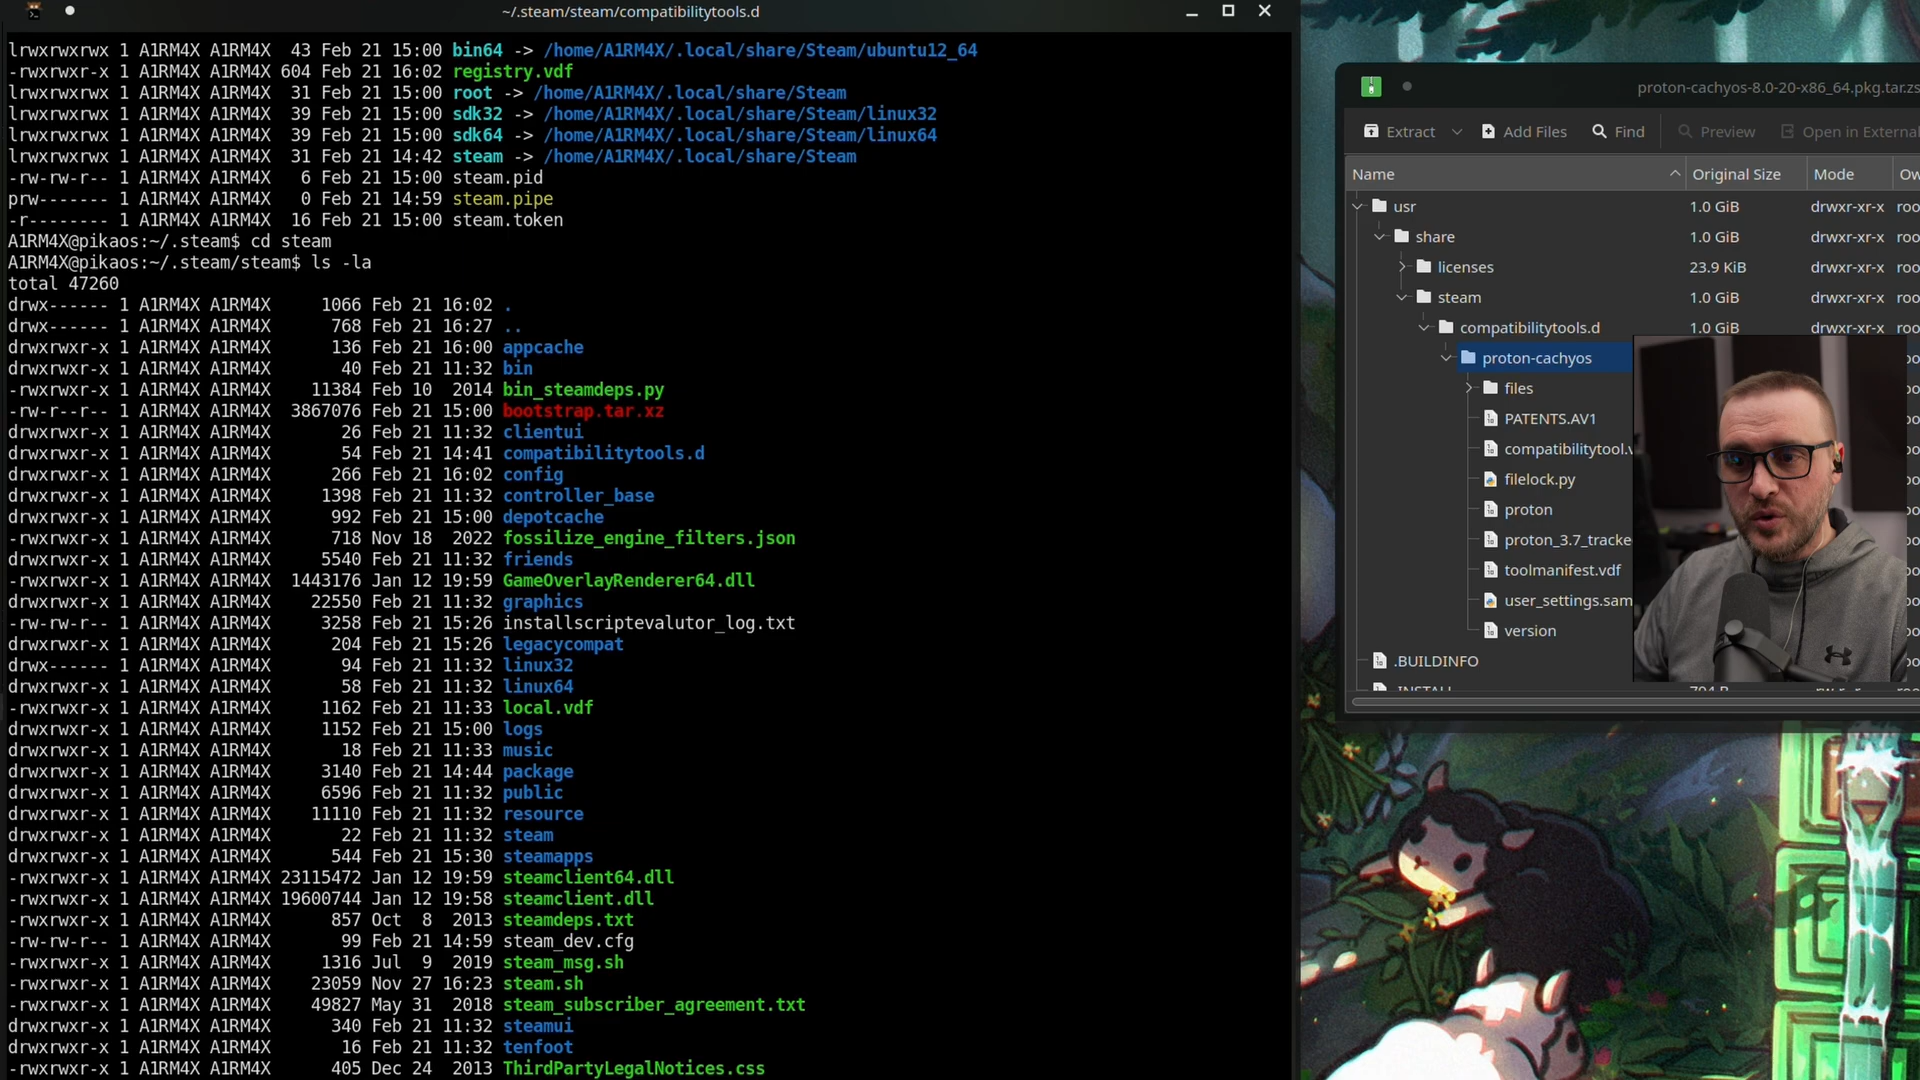 ~/.steam/steam/compatibilitytools.d
lrwxrwxrwx 1 A1RM4X A1RM4X  43 Feb 21 15:00 bin64 -> /home/A1RM4X/.local/share/Steam/ubuntu12_64
-rwxrwxr-x 1 A1RM4X A1RM4X 604 Feb 21 16:02 registry.vdf
lrwxrwxrwx 1 A1RM4X A1RM4X  31 Feb 21 15:00 root -> /home/A1RM4X/.local/share/Steam
lrwxrwxrwx 1 A1RM4X A1RM4X  39 Feb 21 15:00 sdk32 -> /home/A1RM4X/.local/share/Steam/linux32
lrwxrwxrwx 1 A1RM4X A1RM4X  39 Feb 21 15:00 sdk64 -> /home/A1RM4X/.local/share/Steam/linux64
lrwxrwxrwx 1 A1RM4X A1RM4X  31 Feb 21 14:42 steam -> /home/A1RM4X/.local/share/Steam
-rw-rw-r-- 1 A1RM4X A1RM4X   6 Feb 21 15:00 steam.pid
prw------- 1 A1RM4X A1RM4X   0 Feb 21 14:59 steam.pipe
-r-------- 1 A1RM4X A1RM4X  16 Feb 21 15:00 steam.token
A1RM4X@pikaos:~/.steam$ cd steam
A1RM4X@pikaos:~/.steam/steam$ ls -la
total 47260
drwx------ 1 A1RM4X A1RM4X     1066 Feb 21 16:02 .
drwx------ 1 A1RM4X A1RM4X      768 Feb 21 16:27 ..
drwxrwxr-x 1 A1RM4X A1RM4X      136 Feb 21 16:00 appcache
drwxrwxr-x 1 A1RM4X A1RM4X       40 Feb 21 11:32 bin
-rwxrwxr-x 1 A1RM4X A1RM4X    11384 Feb 10  2014 bin_steamdeps.py
-rw-r--r-- 1 A1RM4X A1RM4X  3867076 Feb 21 15:00 bootstrap.tar.xz
drwxrwxr-x 1 A1RM4X A1RM4X       26 Feb 21 11:32 clientui
drwxrwxr-x 1 A1RM4X A1RM4X       54 Feb 21 14:41 compatibilitytools.d
drwxrwxr-x 1 A1RM4X A1RM4X      266 Feb 21 16:02 config
drwxrwxr-x 1 A1RM4X A1RM4X     1398 Feb 21 11:32 controller_base
drwxrwxr-x 1 A1RM4X A1RM4X      992 Feb 21 15:00 depotcache
-rwxrwxr-x 1 A1RM4X A1RM4X      718 Nov 18  2022 fossilize_engine_filters.json
drwxrwxr-x 1 A1RM4X A1RM4X     5540 Feb 21 11:32 friends
-rwxrwxr-x 1 A1RM4X A1RM4X  1443176 Jan 12 19:59 GameOverlayRenderer64.dll
drwxrwxr-x 1 A1RM4X A1RM4X    22550 Feb 21 11:32 graphics
-rw-rw-r-- 1 A1RM4X A1RM4X     3258 Feb 21 15:26 installscriptevalutor_log.txt
drwxrwxr-x 1 A1RM4X A1RM4X      204 Feb 21 15:26 legacycompat
drwx------ 1 A1RM4X A1RM4X       94 Feb 21 11:32 linux32
drwxrwxr-x 1 A1RM4X A1RM4X       58 Feb 21 11:32 linux64
-rwxrwxr-x 1 A1RM4X A1RM4X     1162 Feb 21 11:33 local.vdf
drwxrwxr-x 1 A1RM4X A1RM4X     1152 Feb 21 15:00 logs
drwxrwxr-x 1 A1RM4X A1RM4X       18 Feb 21 11:33 music
drwxrwxr-x 1 A1RM4X A1RM4X     3140 Feb 21 14:44 package
drwxrwxr-x 1 A1RM4X A1RM4X     6596 Feb 21 11:32 public
drwxrwxr-x 1 A1RM4X A1RM4X    11110 Feb 21 11:32 resource
drwxrwxr-x 1 A1RM4X A1RM4X       22 Feb 21 11:32 steam
drwxrwxr-x 1 A1RM4X A1RM4X      544 Feb 21 15:30 steamapps
-rwxrwxr-x 1 A1RM4X A1RM4X 23115472 Jan 12 19:59 steamclient64.dll
-rwxrwxr-x 1 A1RM4X A1RM4X 19600744 Jan 12 19:58 steamclient.dll
-rwxrwxr-x 1 A1RM4X A1RM4X      857 Oct  8  2013 steamdeps.txt
-rw-rw-r-- 1 A1RM4X A1RM4X       99 Feb 21 14:59 steam_dev.cfg
-rwxrwxr-x 1 A1RM4X A1RM4X     1316 Jul  9  2019 steam_msg.sh
-rwxrwxr-x 1 A1RM4X A1RM4X    23059 Nov 27 16:23 steam.sh
-rwxrwxr-x 1 A1RM4X A1RM4X    49827 May 31  2018 steam_subscriber_agreement.txt
drwxrwxr-x 1 A1RM4X A1RM4X      340 Feb 21 11:32 steamui
drwxrwxr-x 1 A1RM4X A1RM4X       16 Feb 21 11:32 tenfoot
-rwxrwxr-x 1 A1RM4X A1RM4X      405 Dec 24  2013 ThirdPartyLegalNotices.css
proton-cachyos-8.0-20-x86_64.pkg.tar.zs
Extract Add Files Find Preview Open in External
Name Original Size Mode Ow
usr 1.0 GiB drwxr-xr-x roo
share 1.0 GiB drwxr-xr-x roo
licenses 23.9 KiB drwxr-xr-x roo
steam 1.0 GiB drwxr-xr-x roo
compatibilitytools.d 1.0 GiB drwxr-xr-x roo
proton-cachyos
files
PATENTS.AV1
compatibilitytool.v
filelock.py
proton
proton_3.7_tracke
toolmanifest.vdf
user_settings.sam
version
.BUILDINFO